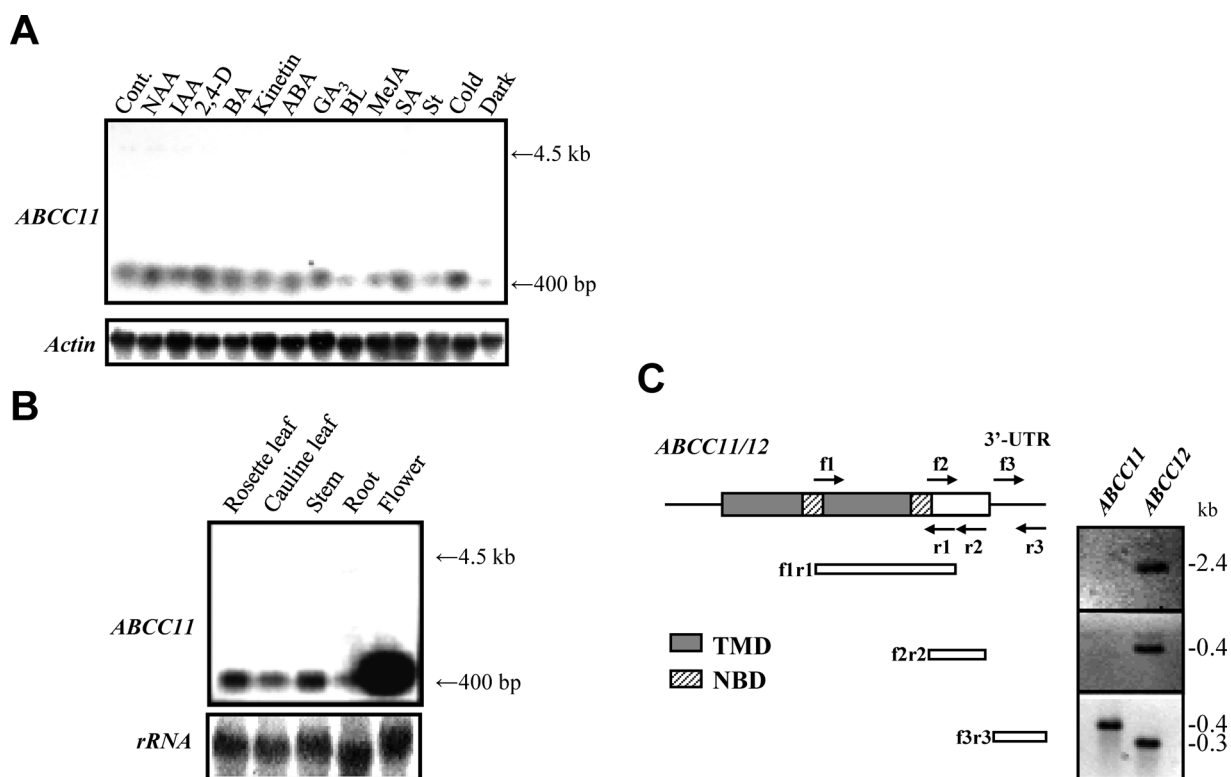 A
Cont.
NAA
IAA
2,4-D
BA
Kinetin
ABA
GA3
BL
MeJA
SA
St
Cold
Dark
←4.5 kb
ABCC11
←400 bp
Actin
B
Rosette leaf
Cauline leaf
Stem
Root
Flower
←4.5 kb
ABCC11
←400 bp
rRNA
C
ABCC11/12
3’-UTR
f1
f2
f3
r1
r2
r3
f1r1
TMD
NBD
f2r2
f3r3
ABCC11
ABCC12
kb
-2.4
-0.4
-0.4
-0.3